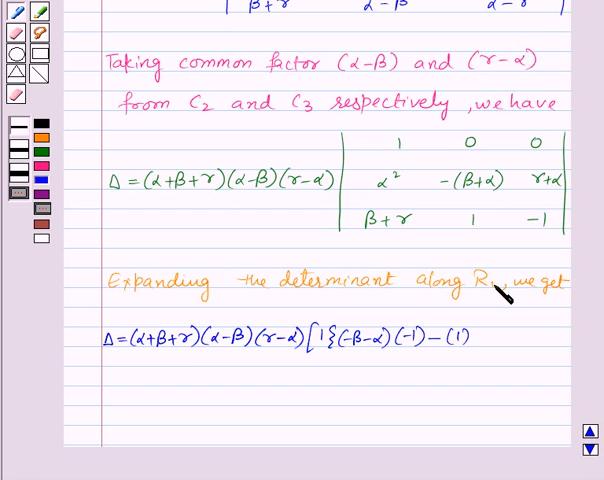 β+r α-β α-r
Taking common factor (α-β) and (r-α)
from C2 and C3 respectively, we have
1 0 0
Δ=(α+β+r)(α-β)(r-α) | α² -(β+α) r+α |
β+r 1 -1
Expanding the determinant along R1, we get
Δ=(α+β+r)(α-β)(r-α)[1{(-β-α)(-1)-(1)